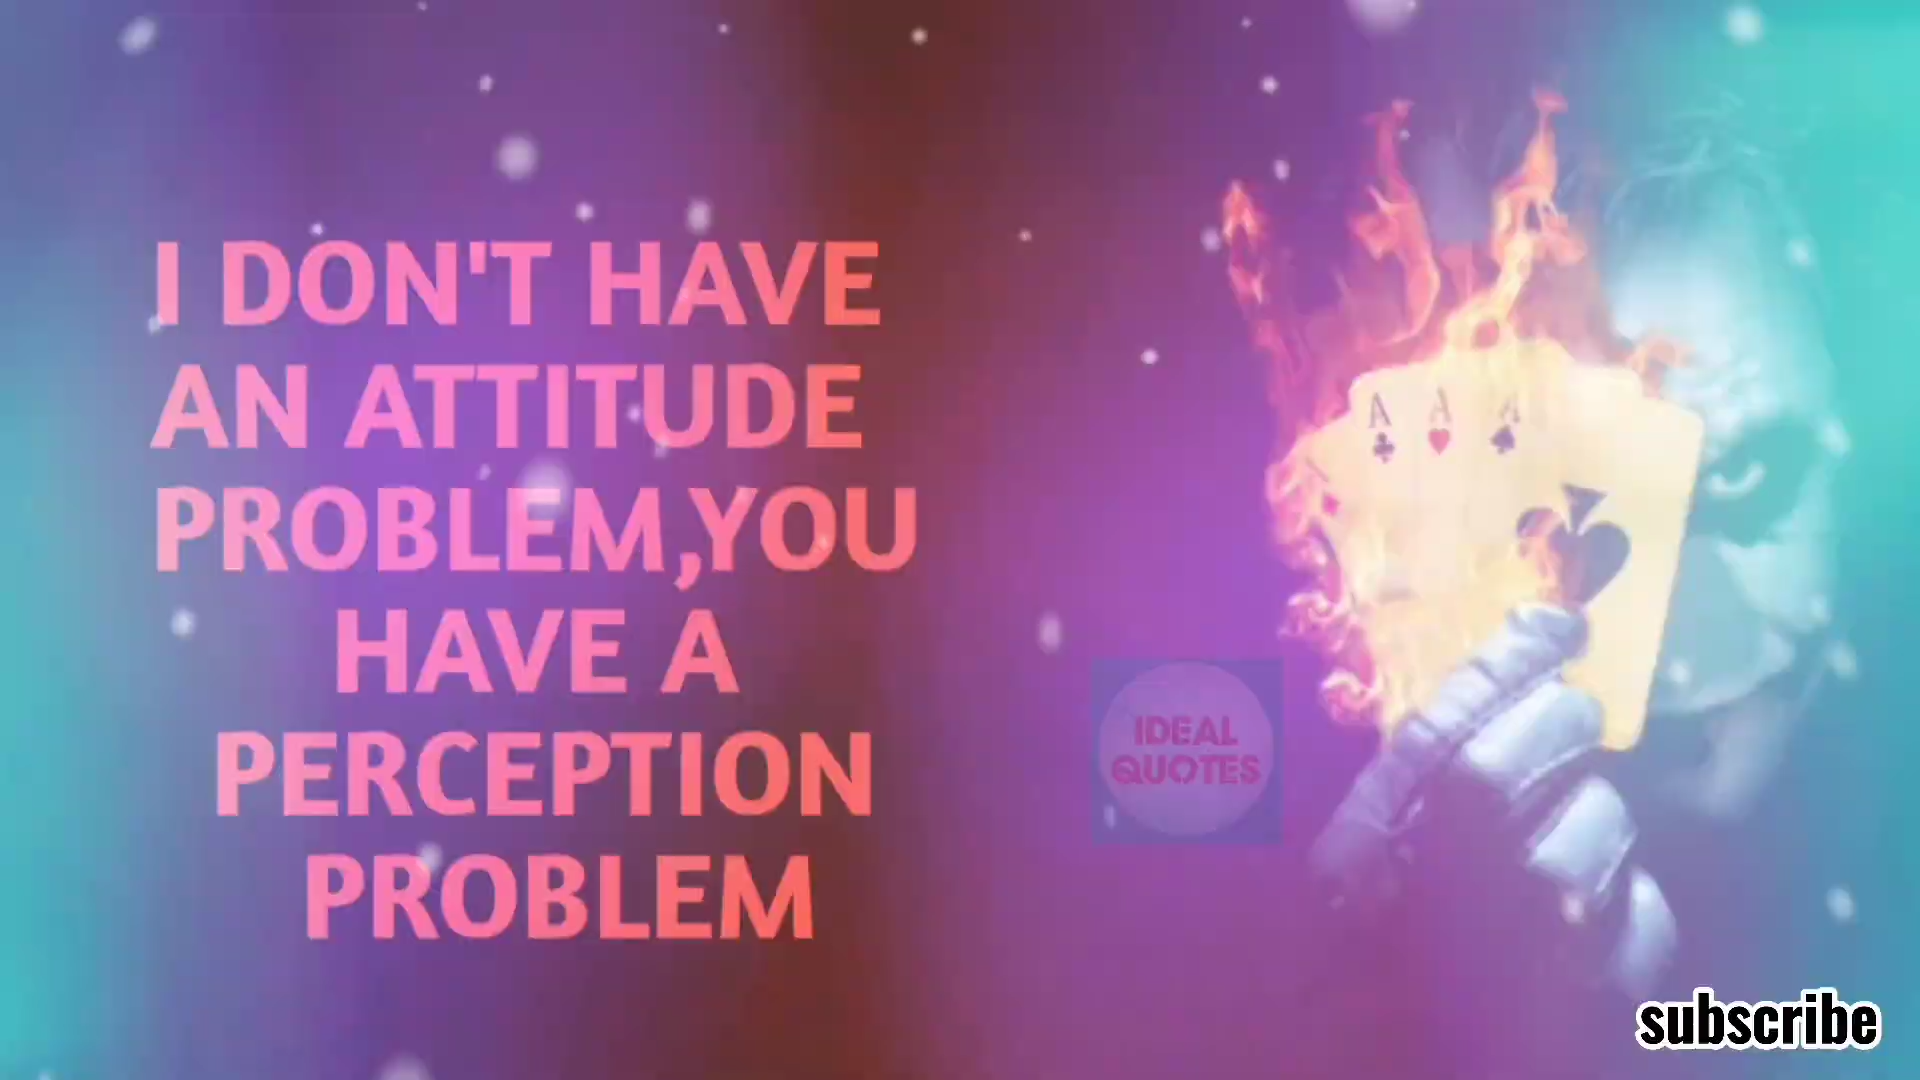 I DON'T HAVE
AN ATTITUDE
PROBLEM,YOU
HAVE A
PERCEPTION
PROBLEM
A A A
IDEAL
QUOTES
subscribe